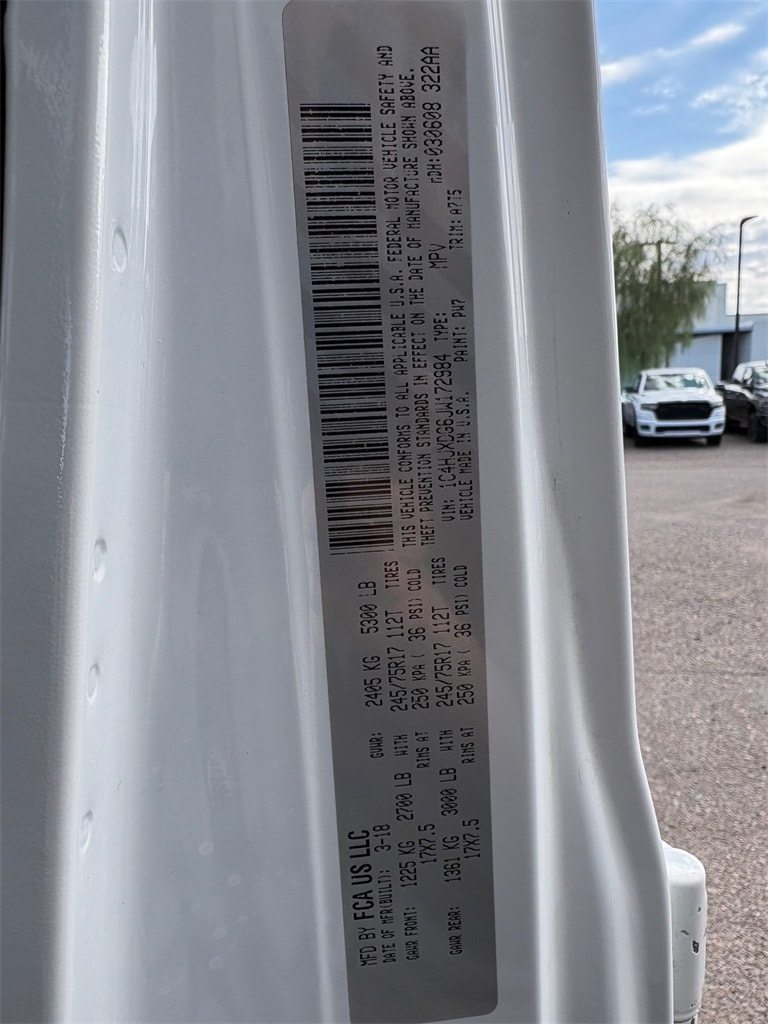 MFD BY FCA US LLC
DATE OF MFR(BUILT): 3-18 GVWR: 2405 KG 5300 LB
GAWR FRONT: 1225 KG 2700 LB WITH 245/75R17 112T TIRES
17X7.5 RIMS AT 250 KPA ( 36 PSI) COLD
GAWR REAR: 1361 KG 3000 LB WITH 245/75R17 112T TIRES
17X7.5 RIMS AT 250 KPA ( 36 PSI) COLD
THIS VEHICLE CONFORMS TO ALL APPLICABLE U.S.A. FEDERAL MOTOR VEHICLE SAFETY AND
THEFT PREVENTION STANDARDS IN EFFECT ON THE DATE OF MANUFACTURE SHOWN ABOVE.
VIN: 1C4HJXDG6JW172984 TYPE: MPV MDH:030608 322AA
VEHICLE MADE IN U.S.A. PAINT: PW7 TRIM: A7T5